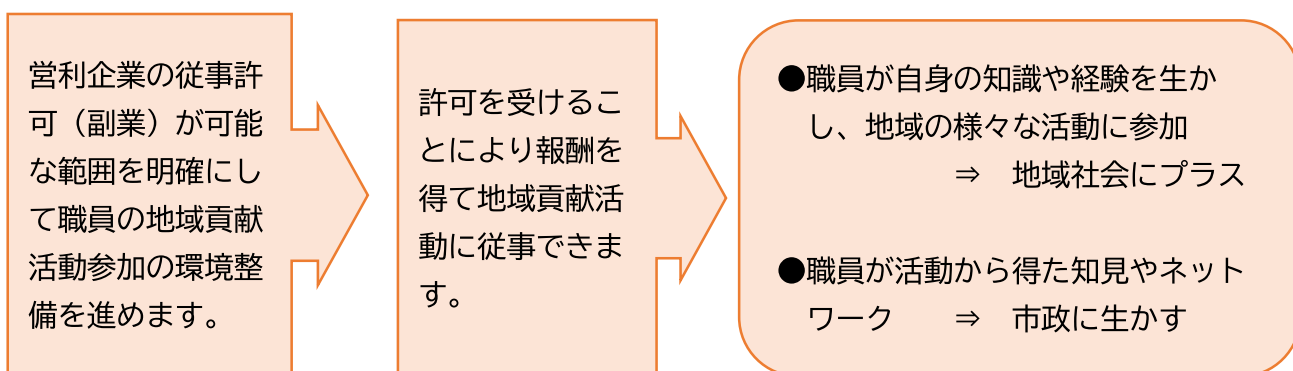 営利企業の従事許
可（副業）が可能
な範囲を明確にし
て職員の地域貢献
活動参加の環境整
備を進めます。
許可を受けるこ
とにより報酬を
得て地域貢献活
動に従事できま
す。
●職員が自身の知識や経験を生か
し、地域の様々な活動に参加
⇒　地域社会にプラス
●職員が活動から得た知見やネット
ワーク　　⇒　市政に生かす